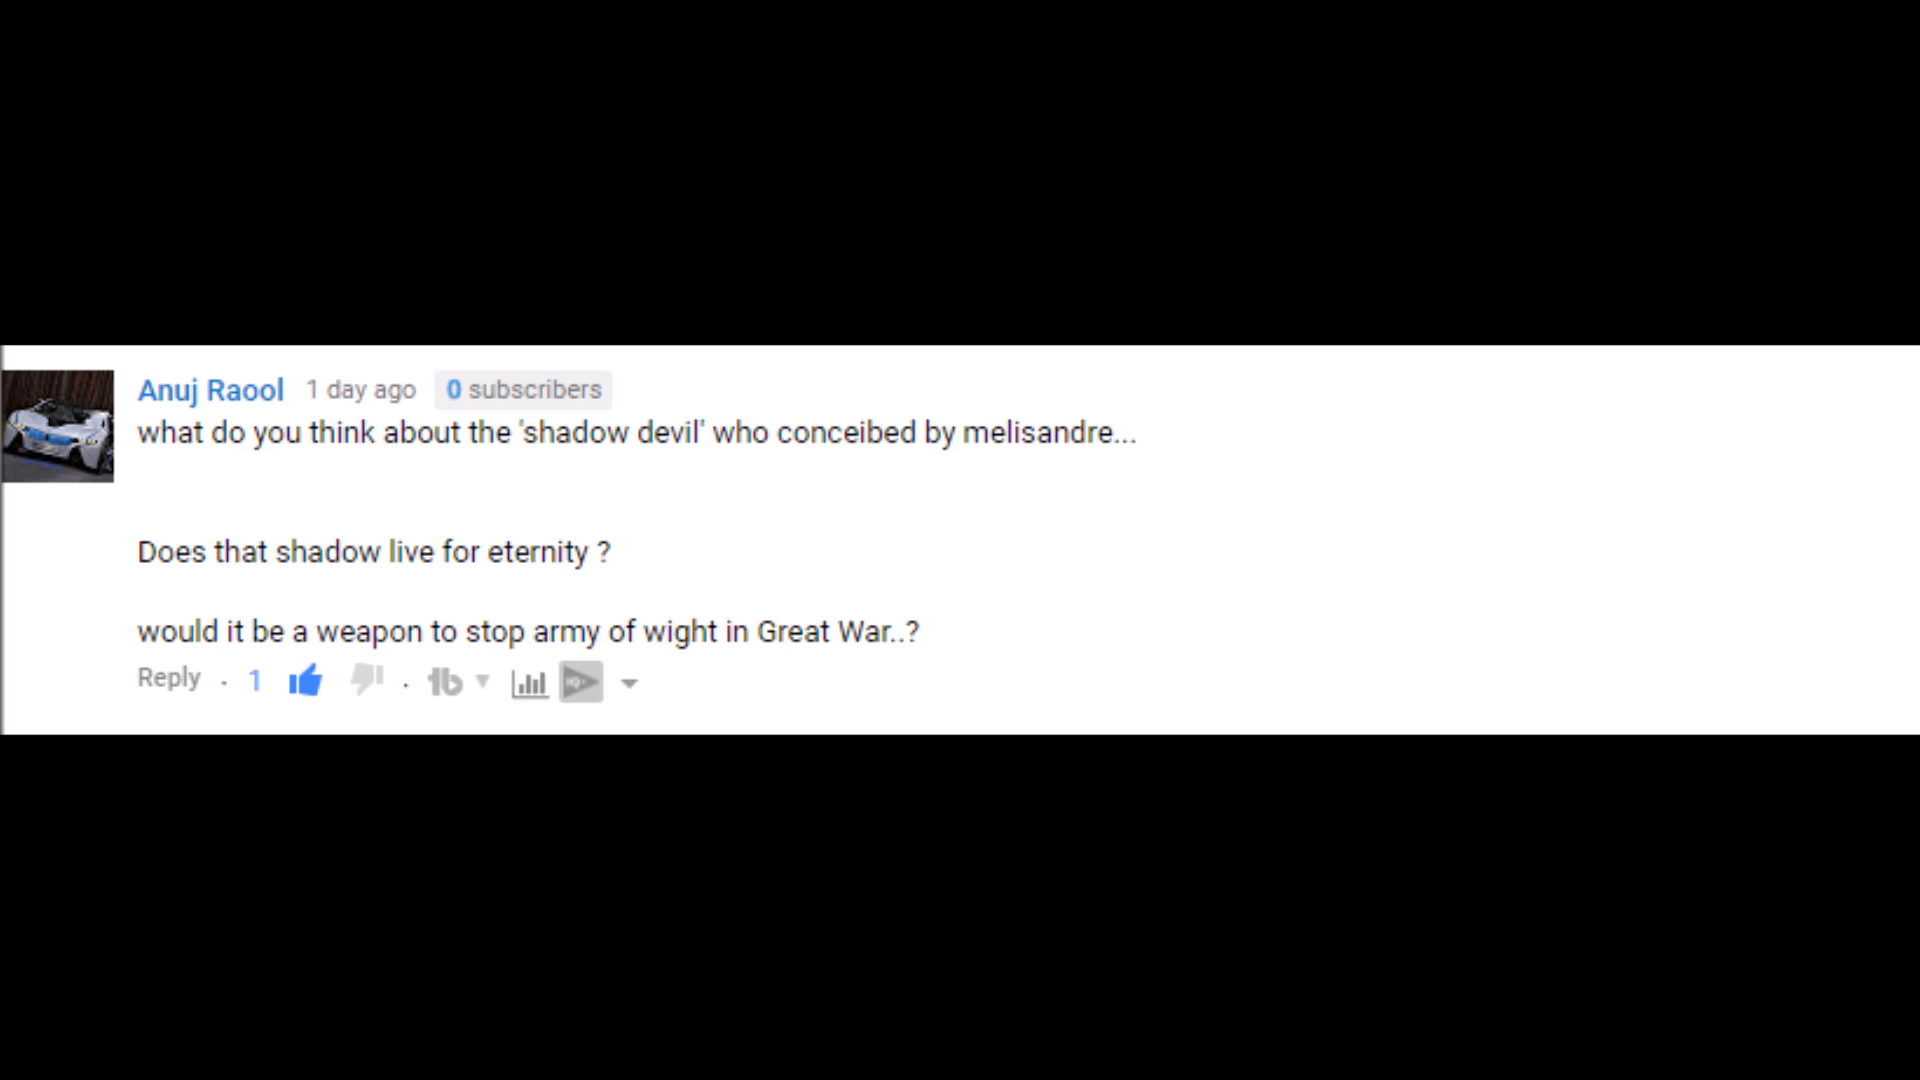 Anuj Raool 1 day ago 0 subscribers
what do you think about the 'shadow devil' who conceibed by melisandre...
Does that shadow live for eternity ?
would it be a weapon to stop army of wight in Great War..?
Reply · 1